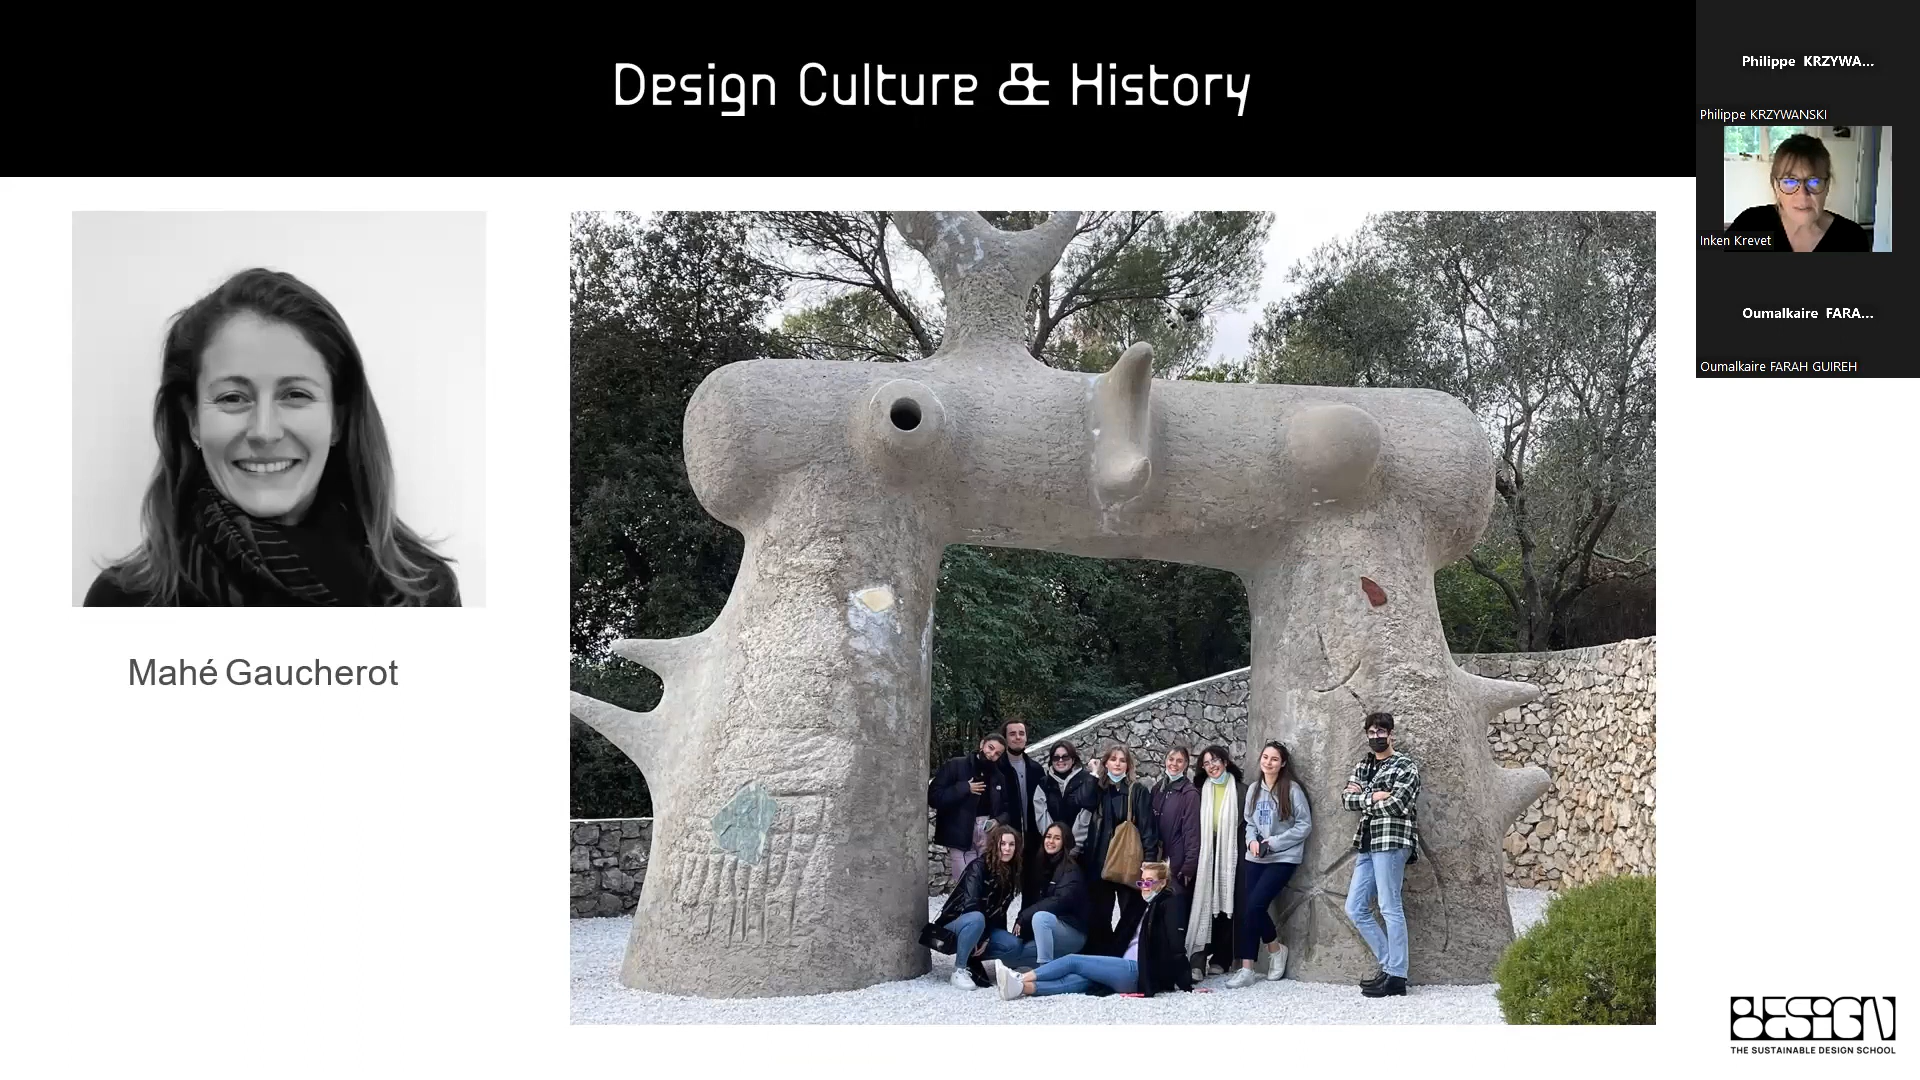 Design Culture & History
Philippe KRZYWA...
Philippe KRZYWANSKI
Inken Krevet
Oumalkaire FARA...
Oumalkaire FARAH GUIREH
Mahé Gaucherot
DESIGN
THE SUSTAINABLE DESIGN SCHOOL